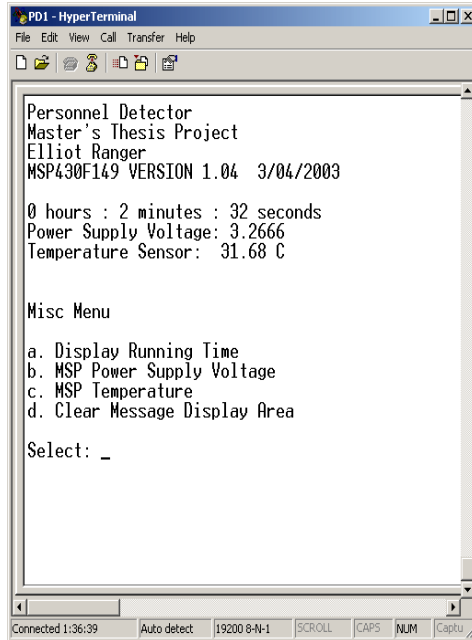 PD1 - HyperTerminal
File Edit View Call Transfer Help
Personnel Detector
Master's Thesis Project
Elliot Ranger
MSP430F149 VERSION 1.04 3/04/2003
0 hours : 2 minutes : 32 seconds
Power Supply Voltage: 3.2666
Temperature Sensor: 31.68 C
Misc Menu
a. Display Running Time
b. MSP Power Supply Voltage
c. MSP Temperature
d. Clear Message Display Area
Select: _
Connected 1:36:39 Auto detect 19200 8-N-1 SCROLL CAPS NUM Captu